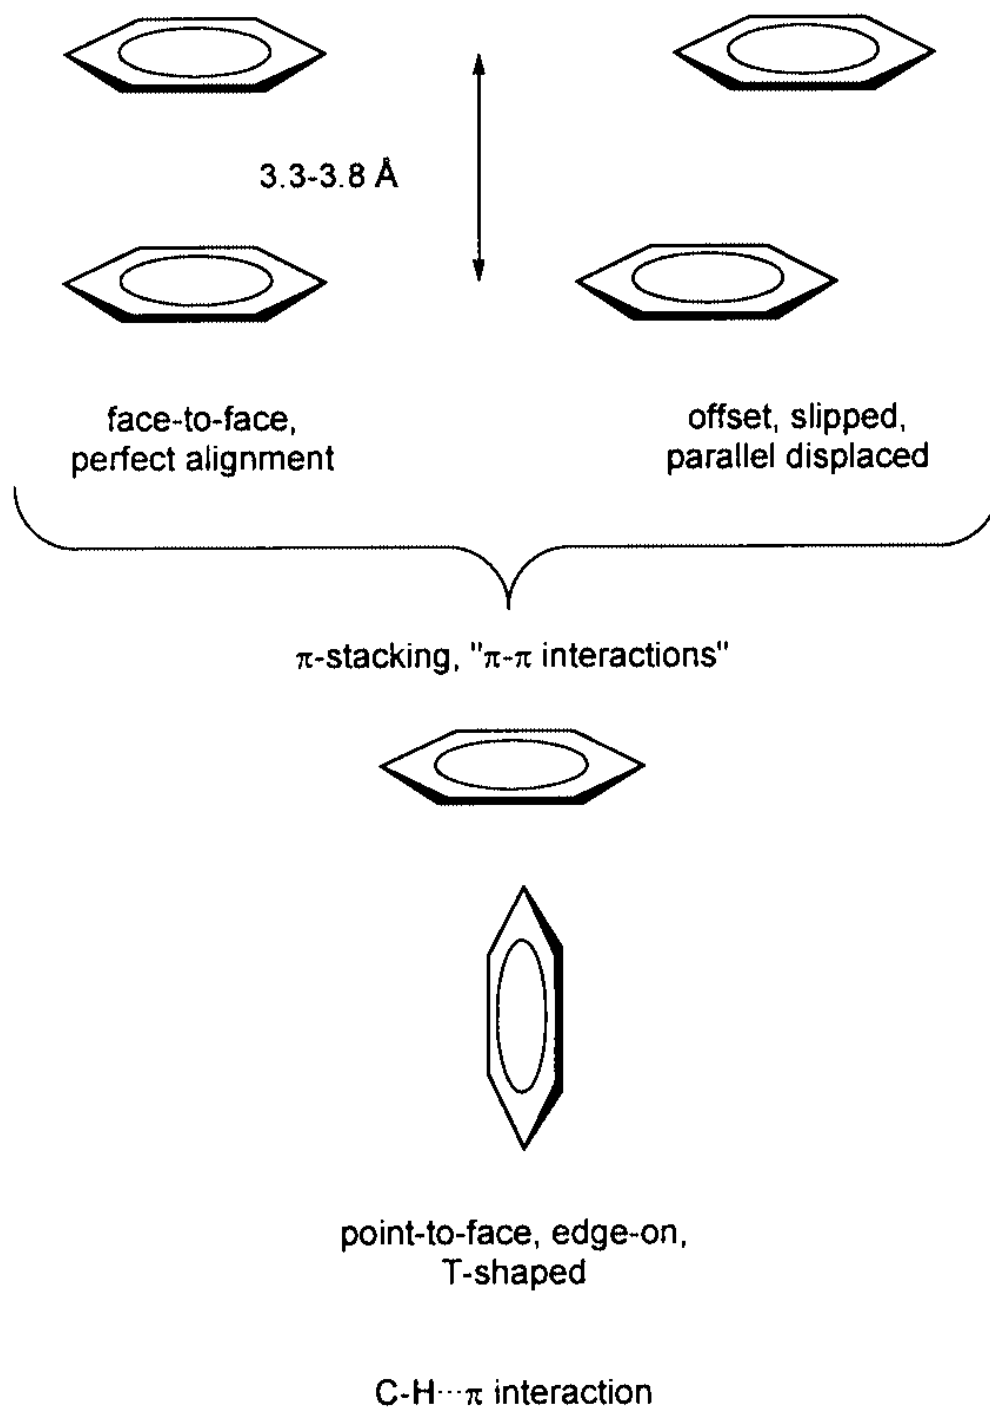 3.3-3.8 Å
face-to-face,
perfect alignment
offset, slipped,
parallel displaced
π-stacking, "π-π interactions"
point-to-face, edge-on,
T-shaped
C-H···π interaction